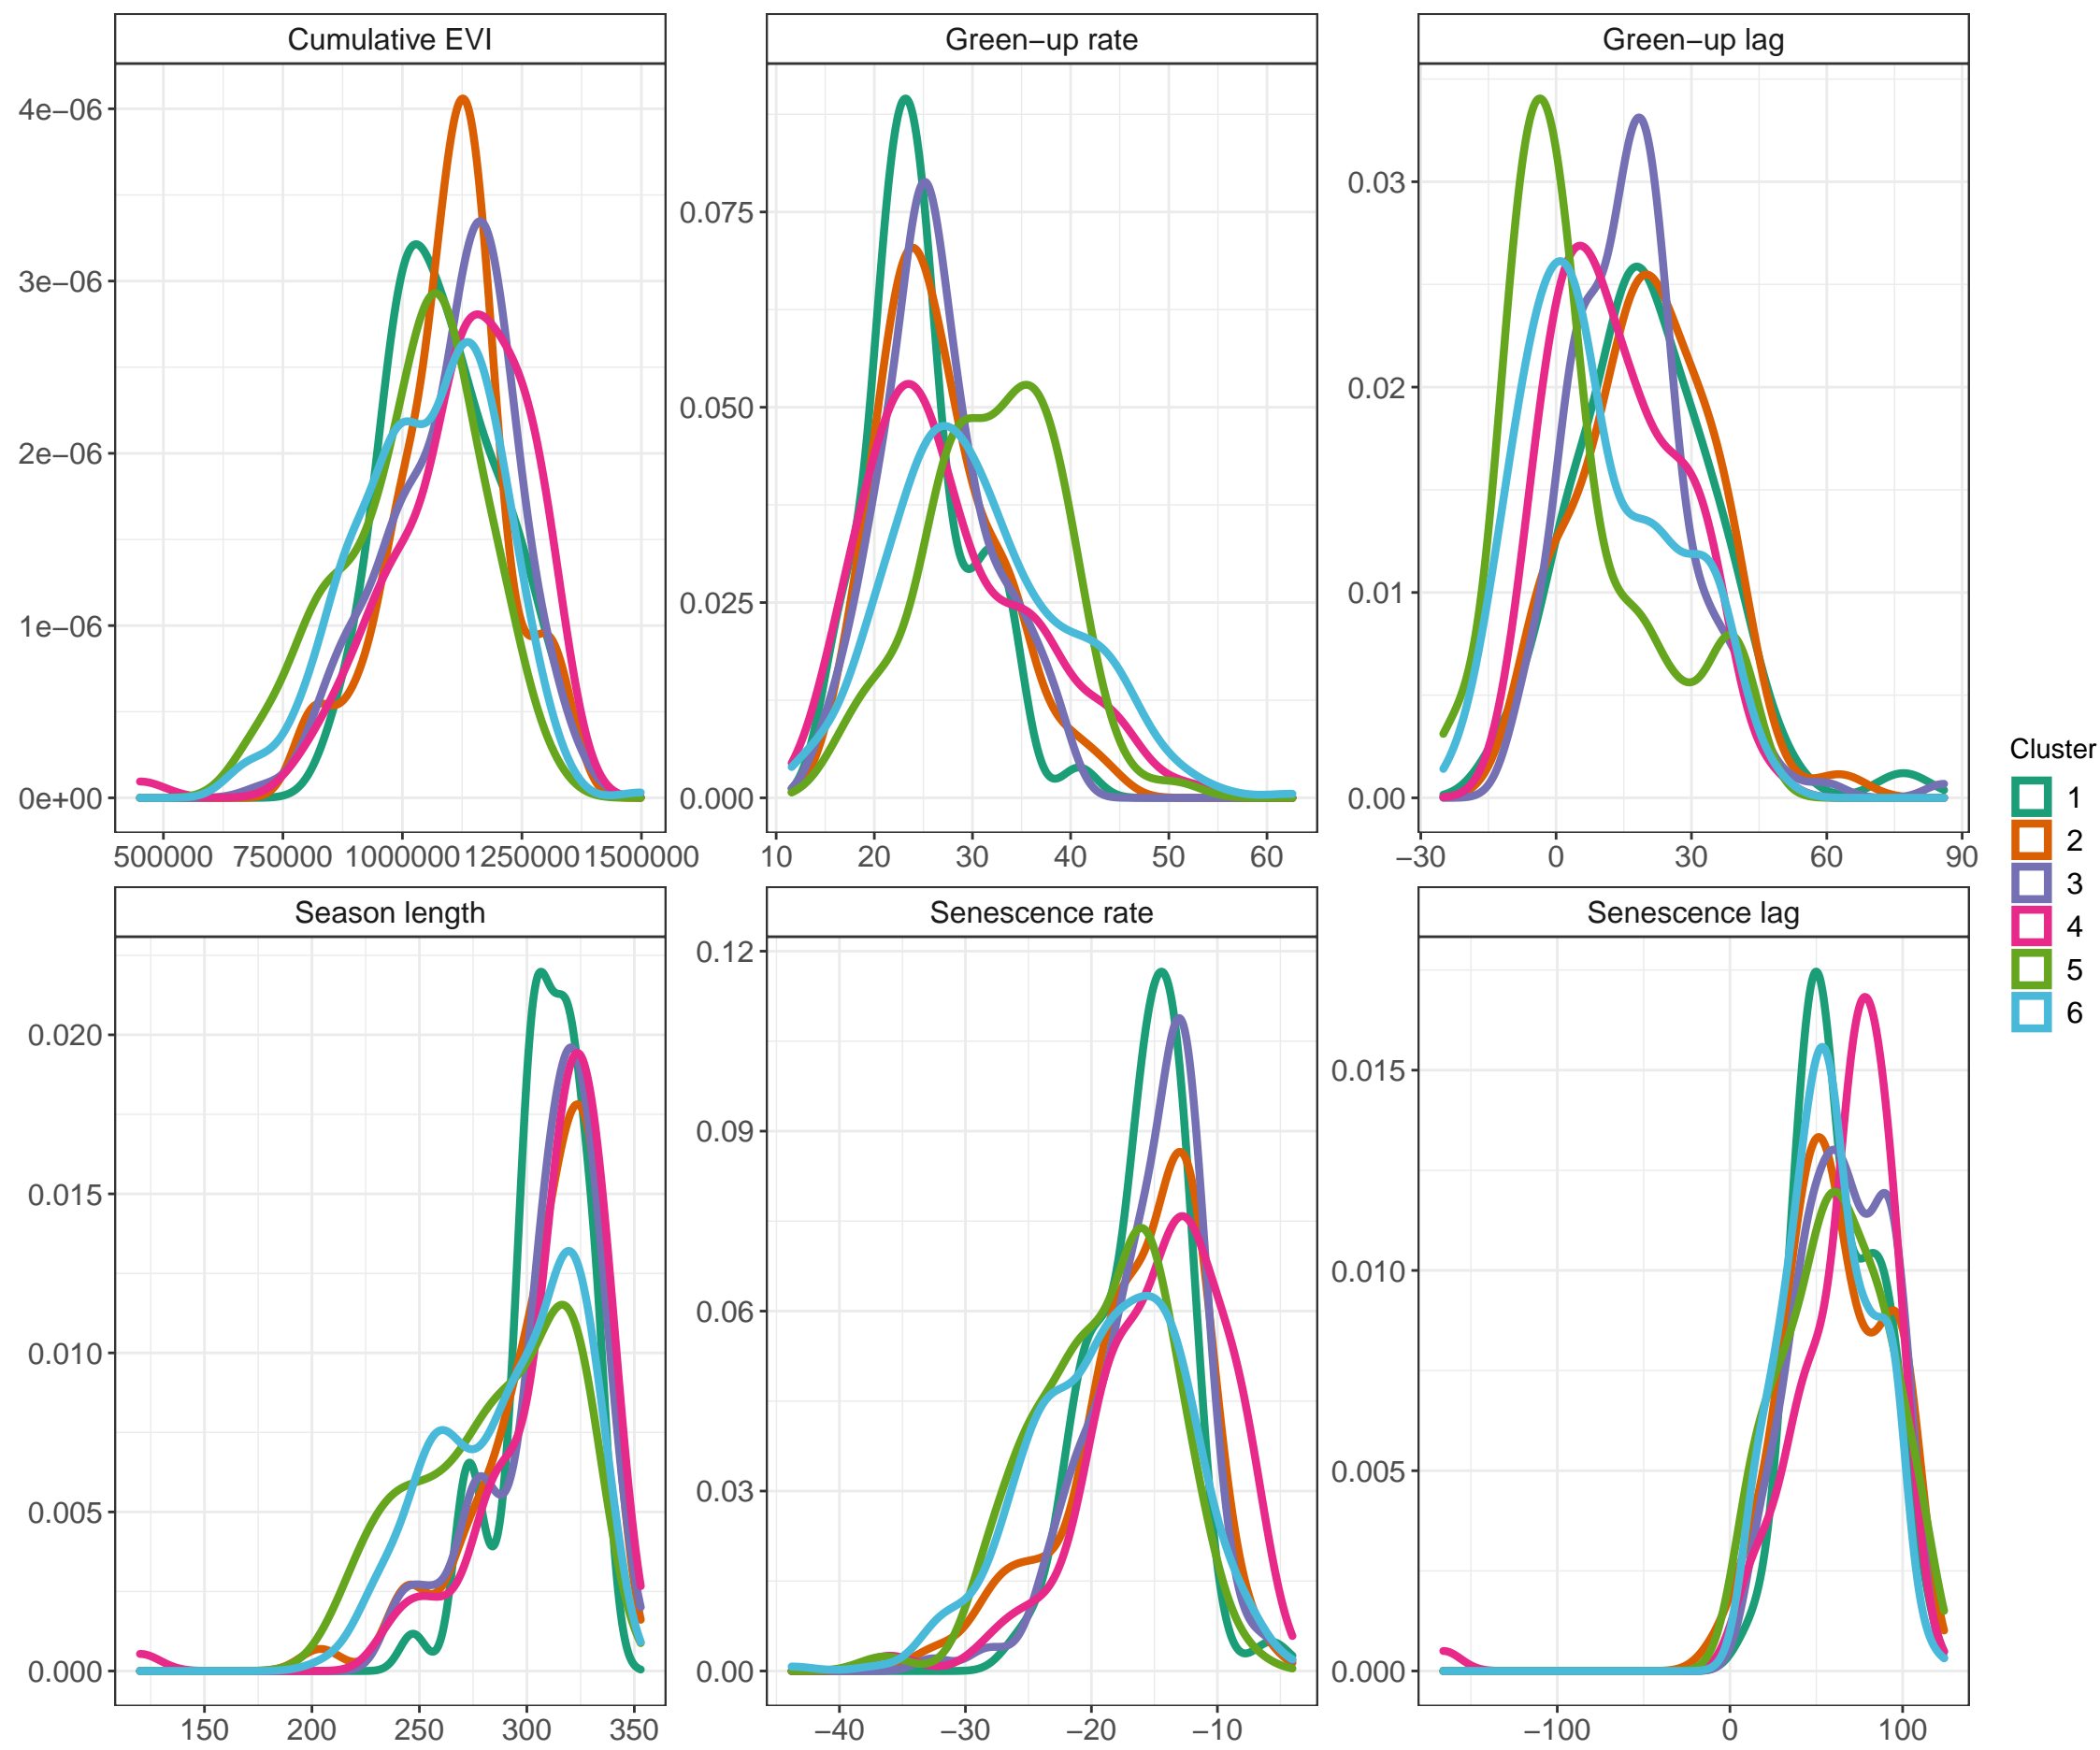 Cumulative EVI
Green−up rate
Green−up lag
4e−06
3e−06
2e−06
1e−06
0e+00
0.075
0.050
0.025
0.000
0.03
0.02
0.01
0.00
500000 750000 1000000 1250000 1500000
10 20 30 40 50 60
−30 0 30 60 90
Season length
Senescence rate
Senescence lag
0.020
0.015
0.010
0.005
0.000
0.12
0.09
0.06
0.03
0.00
0.015
0.010
0.005
0.000
150 200 250 300 350
−40 −30 −20 −10
−100 0 100
Cluster
1
2
3
4
5
6